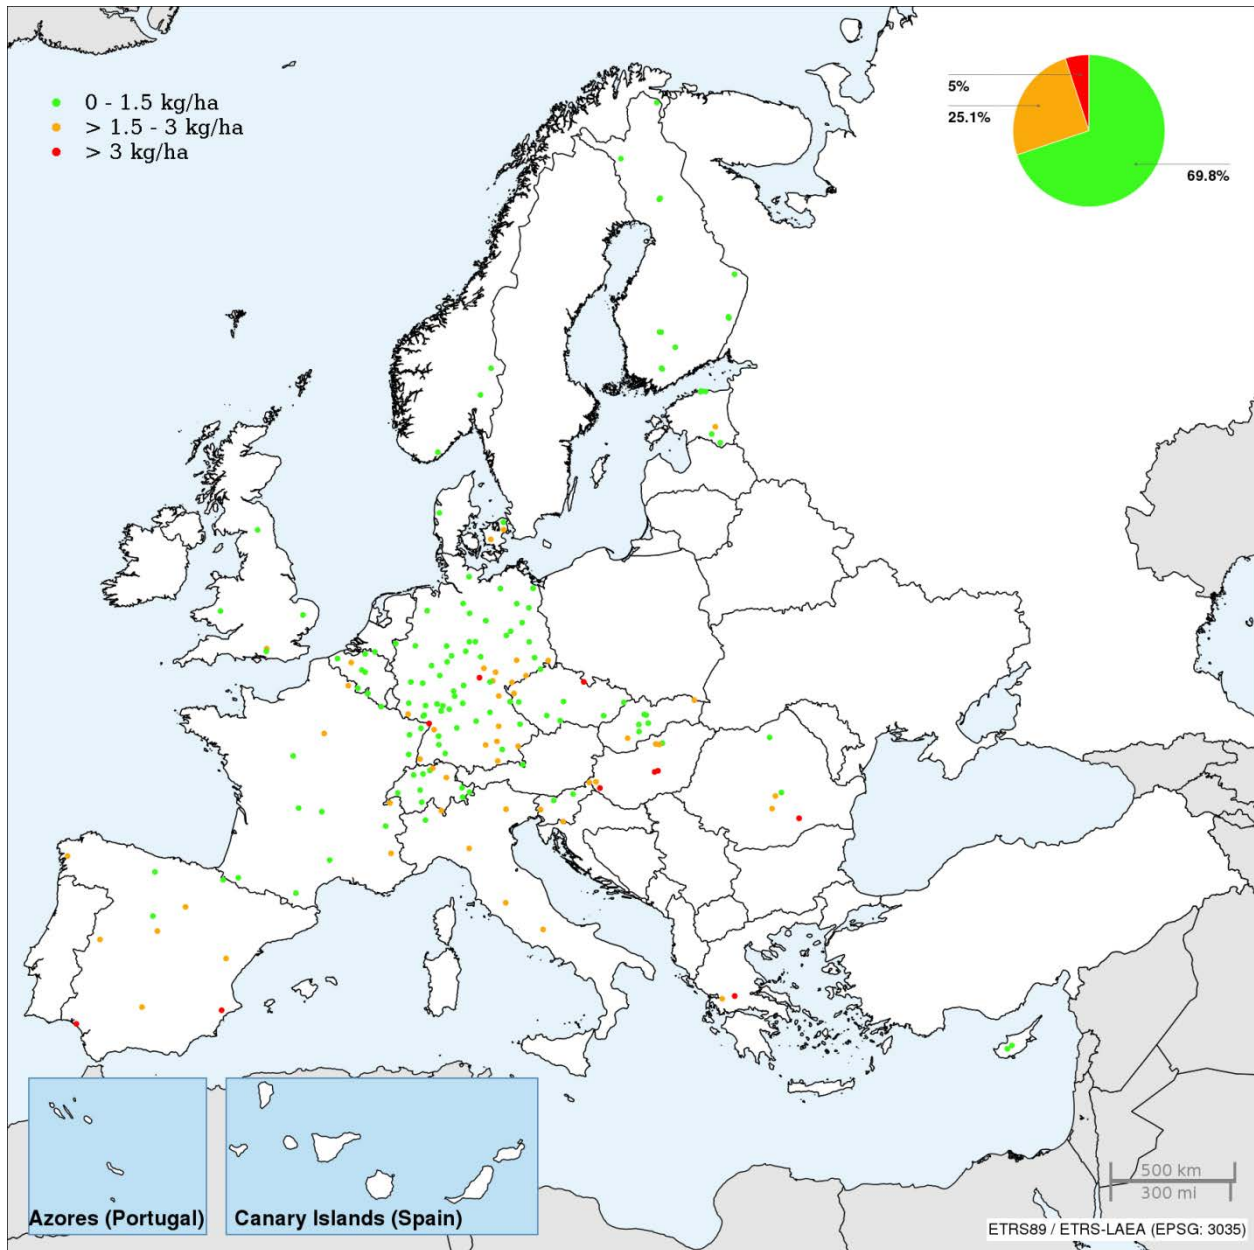 0 - 1.5 kg/ha
> 1.5 - 3 kg/ha
> 3 kg/ha
5%
25.1%
69.8%
500 km
300 mi
Azores (Portugal)
Canary Islands (Spain)
ETRS89 / ETRS-LAEA (EPSG: 3035)